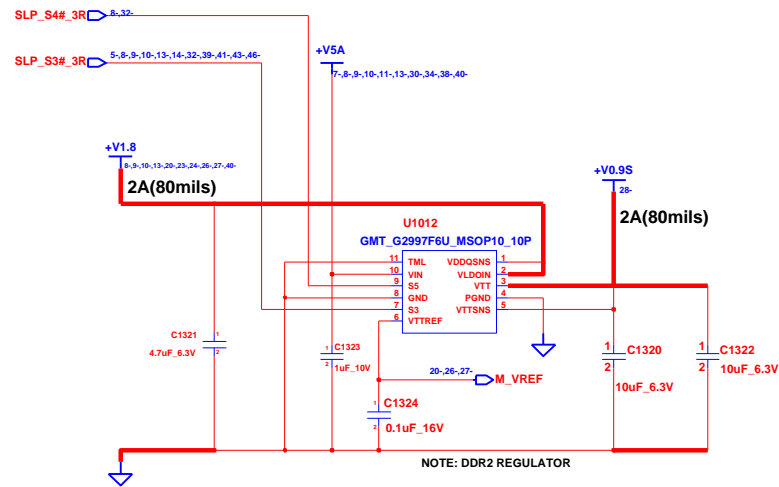 SLP_S4#_3R 8-,32-
SLP_S3#_3R 5-,8-,9-,10-,13-,14-,32-,39-,41-,43-,46-
+V5A
7-,8-,9-,10-,11-,13-,30-,34-,38-,40-
+V1.8
8-,9-,10-,13-,20-,23-,24-,26-,27-,40-
2A(80mils)
+V0.9S
28-
2A(80mils)
U1012
GMT_G2997F6U_MSOP10_10P
11 TML VDDQSNS 1
10 VIN VLDOIN 2
9 S5 VTT 3
8 GND PGND 4
7 S3 VTTSNS 5
6 VTTREF
C1321
1
2
4.7uF_6.3V
1
2
C1323
1uF_10V
20-,26-,27- M_VREF
1
2
C1324
0.1uF_16V
1
2
C1320
10uF_6.3V
1
2
C1322
10uF_6.3V
NOTE: DDR2 REGULATOR